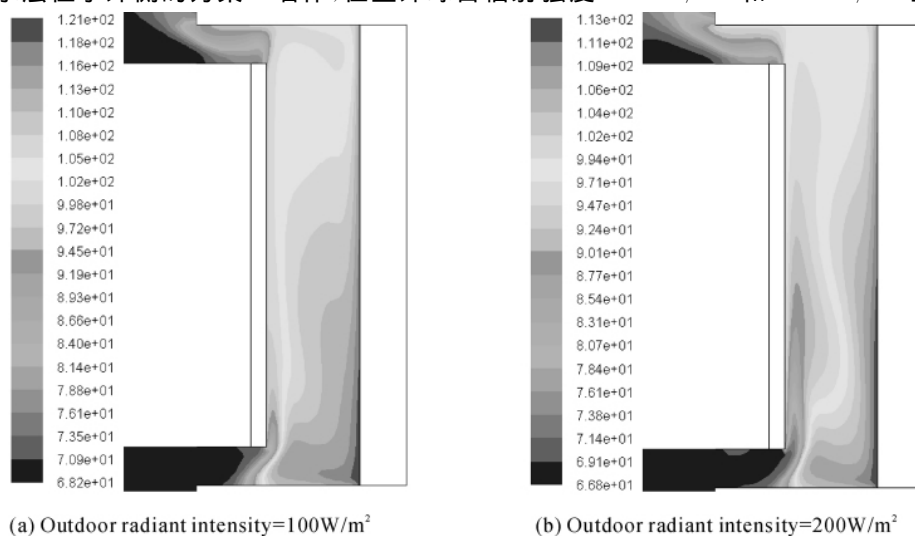 1.21e+02
1.18e+02
1.16e+02
1.13e+02
1.10e+02
1.08e+02
1.05e+02
1.02e+02
9.98e+01
9.72e+01
9.45e+01
9.19e+01
8.93e+01
8.66e+01
8.40e+01
8.14e+01
7.88e+01
7.61e+01
7.35e+01
7.09e+01
6.82e+01
(a) Outdoor radiant intensity=100W/m²
1.13e+02
1.11e+02
1.09e+02
1.06e+02
1.04e+02
1.02e+02
9.94e+01
9.71e+01
9.47e+01
9.24e+01
9.01e+01
8.77e+01
8.54e+01
8.31e+01
8.07e+01
7.84e+01
7.61e+01
7.38e+01
7.14e+01
6.91e+01
6.68e+01
(b) Outdoor radiant intensity=200W/m²